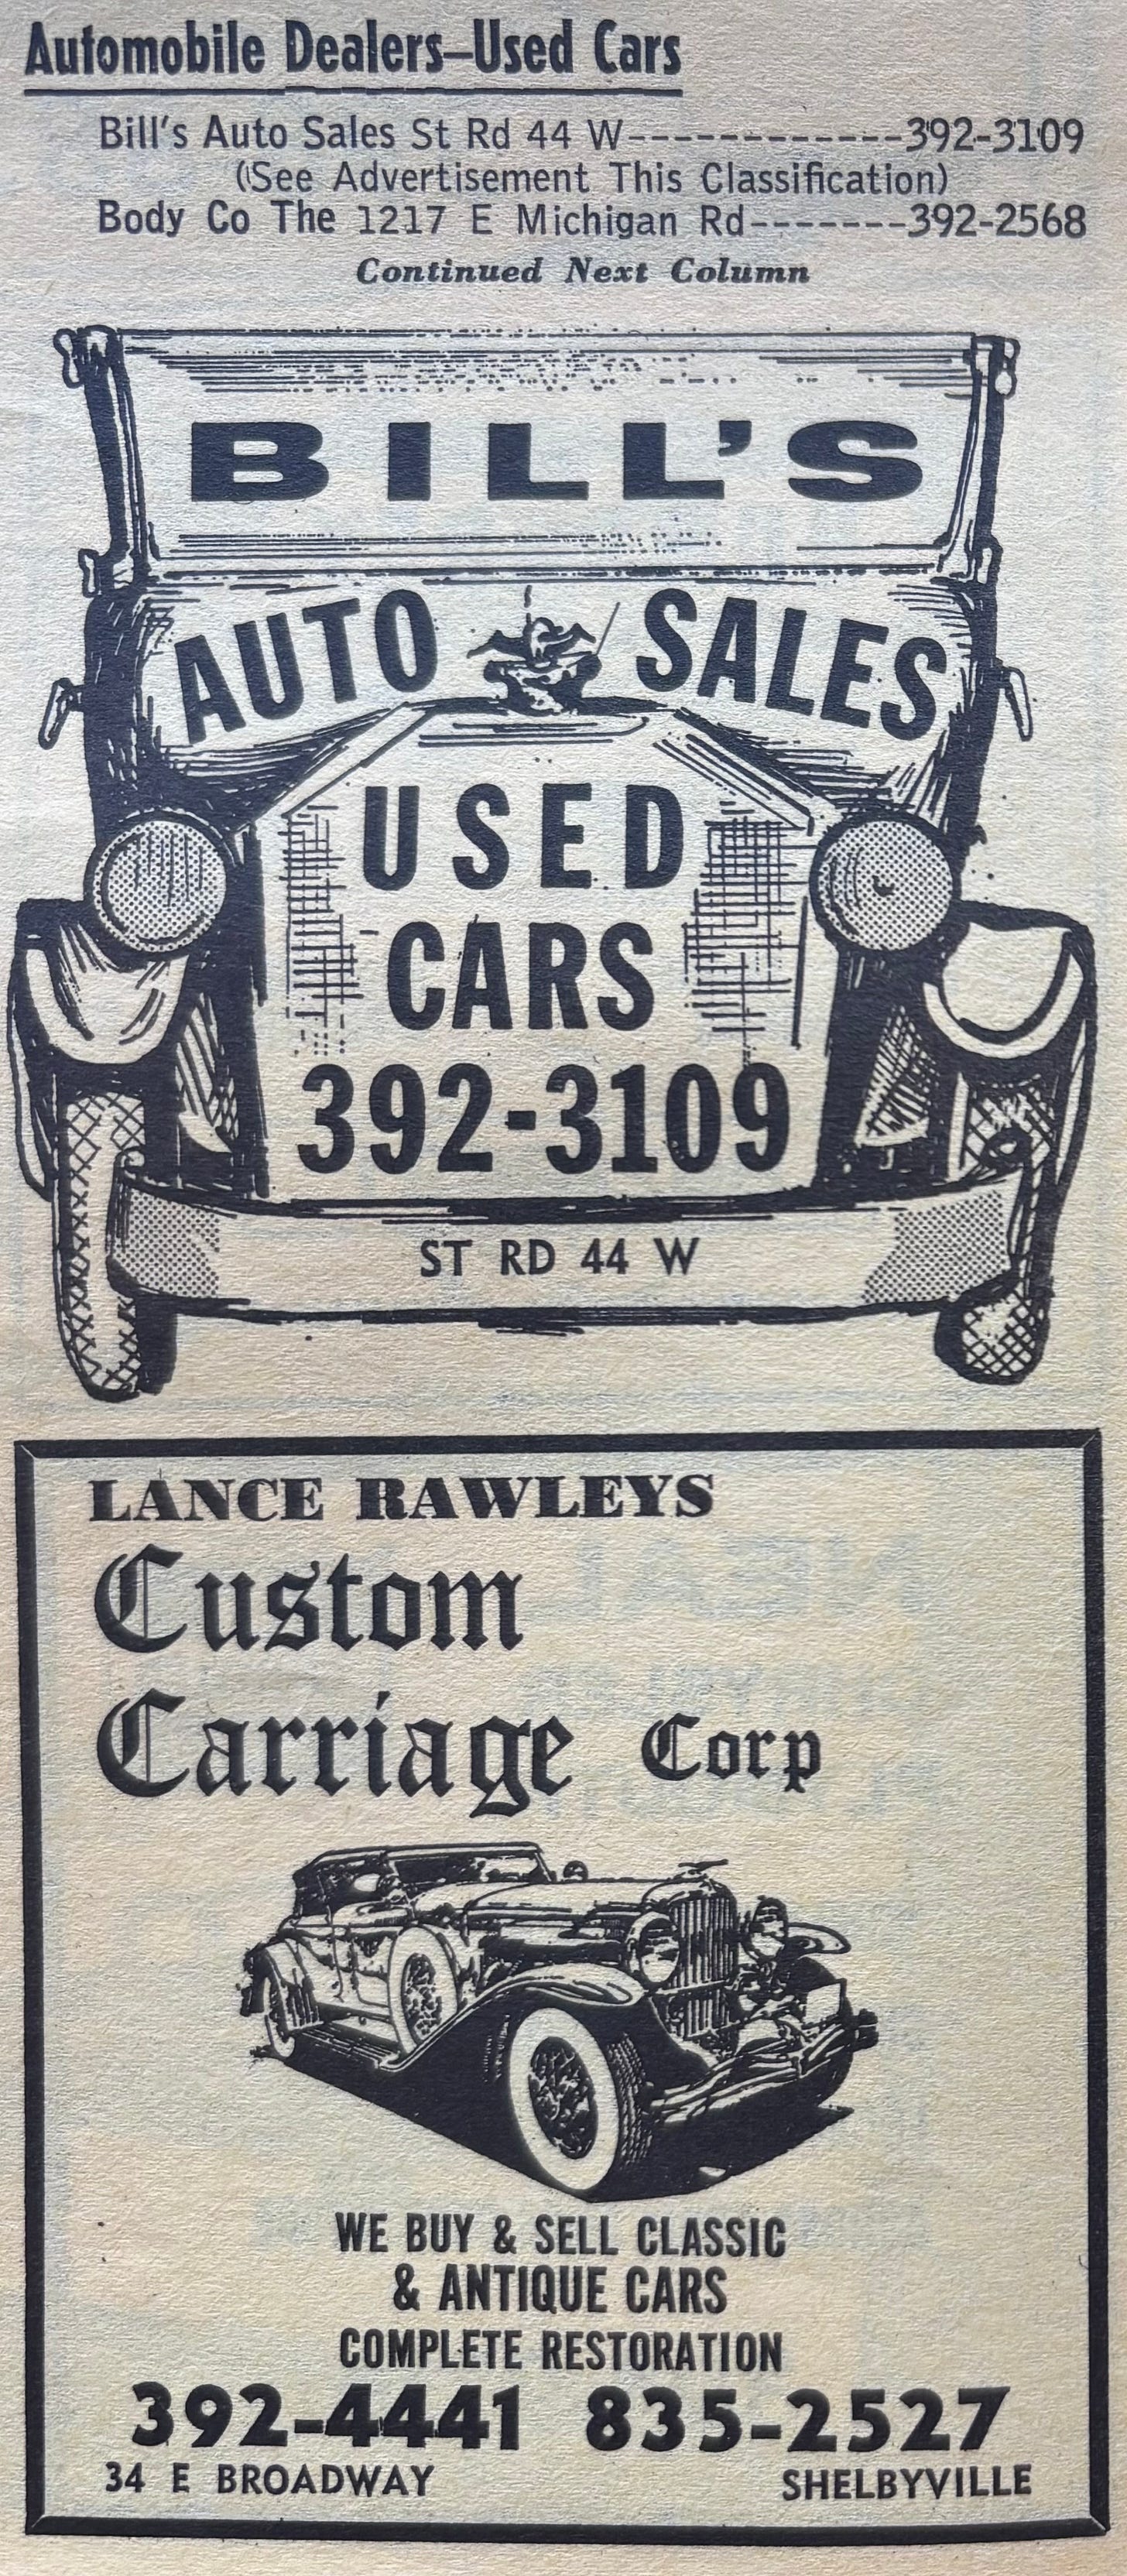 Automobile Dealers—Used Cars
Bill's Auto Sales St Rd 44 W------------392-3109
(See Advertisement This Classification)
Body Co The 1217 E Michigan Rd-------392-2568
Continued Next Column
BILL'S
AUTO SALES
USED
CARS
392-3109
ST RD 44 W
LANCE RAWLEYS
Custom
Carriage Corp
WE BUY & SELL CLASSIC
& ANTIQUE CARS
COMPLETE RESTORATION
392-4441 835-2527
34 E BROADWAY SHELBYVILLE